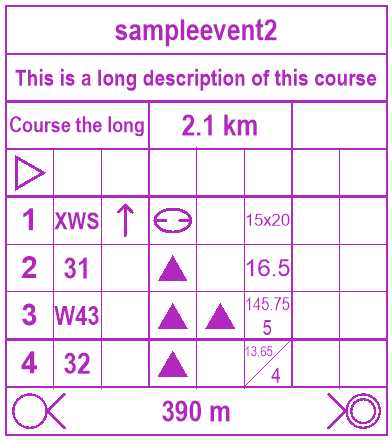 sampleevent2
This is a long description of this course
Course the long 2.1 km
1 XWS 15x20
2 31 16.5
3 W43 145.75
5
4 32 13.65
4
390 m